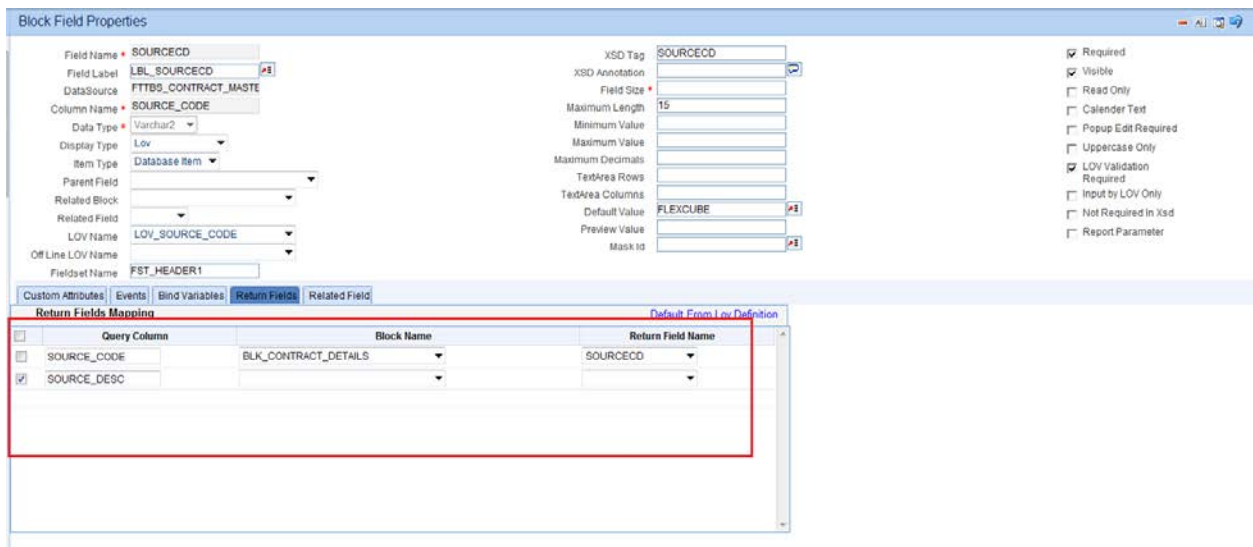 Block Field Properties
Field Name * SOURCECD
Field Label LBL_SOURCECD
DataSource FTTBS_CONTRACT_MASTE
Column Name * SOURCE_CODE
Data Type * Varchar2
Display Type Lov
Item Type Database Item
Parent Field
Related Block
Related Field
LOV Name LOV_SOURCE_CODE
Off Line LOV Name
Fieldset Name FST_HEADER1
XSD Tag SOURCECD
XSD Annotation
Field Size *
Maximum Length 15
Minimum Value
Maximum Value
Maximum Decimals
TextArea Rows
TextArea Columns
Default Value FLEXCUBE
Preview Value
Mask Id
Required
Visible
Read Only
Calender Text
Popup Edit Required
Uppercase Only
LOV Validation
Required
Input by LOV Only
Not Required in Xsd
Report Parameter
Custom Attributes Events Bind Variables Return Fields Related Field
Return Fields Mapping Default From Lov Definition
Query Column Block Name Return Field Name
SOURCE_CODE BLK_CONTRACT_DETAILS SOURCECD
SOURCE_DESC